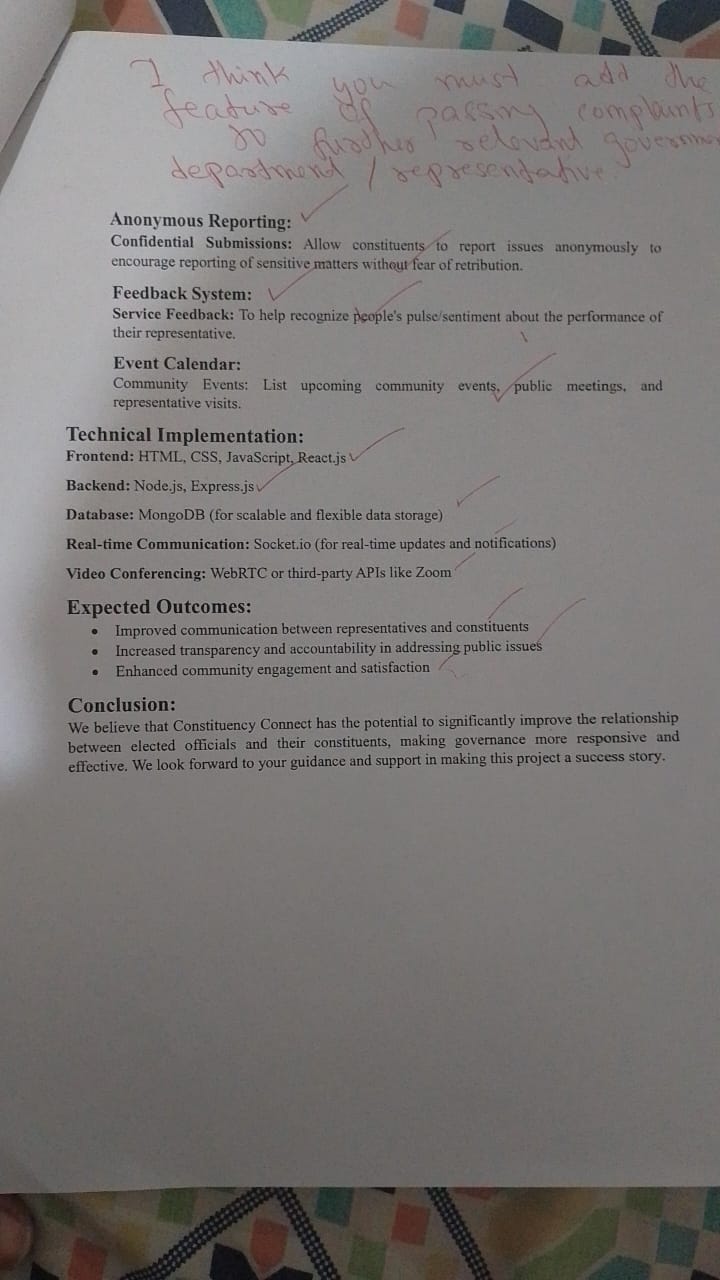 I think you must add the
feature of passing complaints
to further relevant
department / representative.
Anonymous Reporting:
Confidential Submissions: Allow constituents to report issues anonymously to
encourage reporting of sensitive matters without fear of retribution.
Feedback System:
Service Feedback: To help recognize people's pulse/sentiment about the performance of
their representative.
Event Calendar:
Community Events: List upcoming community events, public meetings, and
representative visits.
Technical Implementation:
Frontend: HTML, CSS, JavaScript, React.js
Backend: Node.js, Express.js
Database: MongoDB (for scalable and flexible data storage)
Real-time Communication: Socket.io (for real-time updates and notifications)
Video Conferencing: WebRTC or third-party APIs like Zoom
Expected Outcomes:
• Improved communication between representatives and constituents
• Increased transparency and accountability in addressing public issues
• Enhanced community engagement and satisfaction
Conclusion:
We believe that Constituency Connect has the potential to significantly improve the relationship
between elected officials and their constituents, making governance more responsive and
effective. We look forward to your guidance and support in making this project a success story.